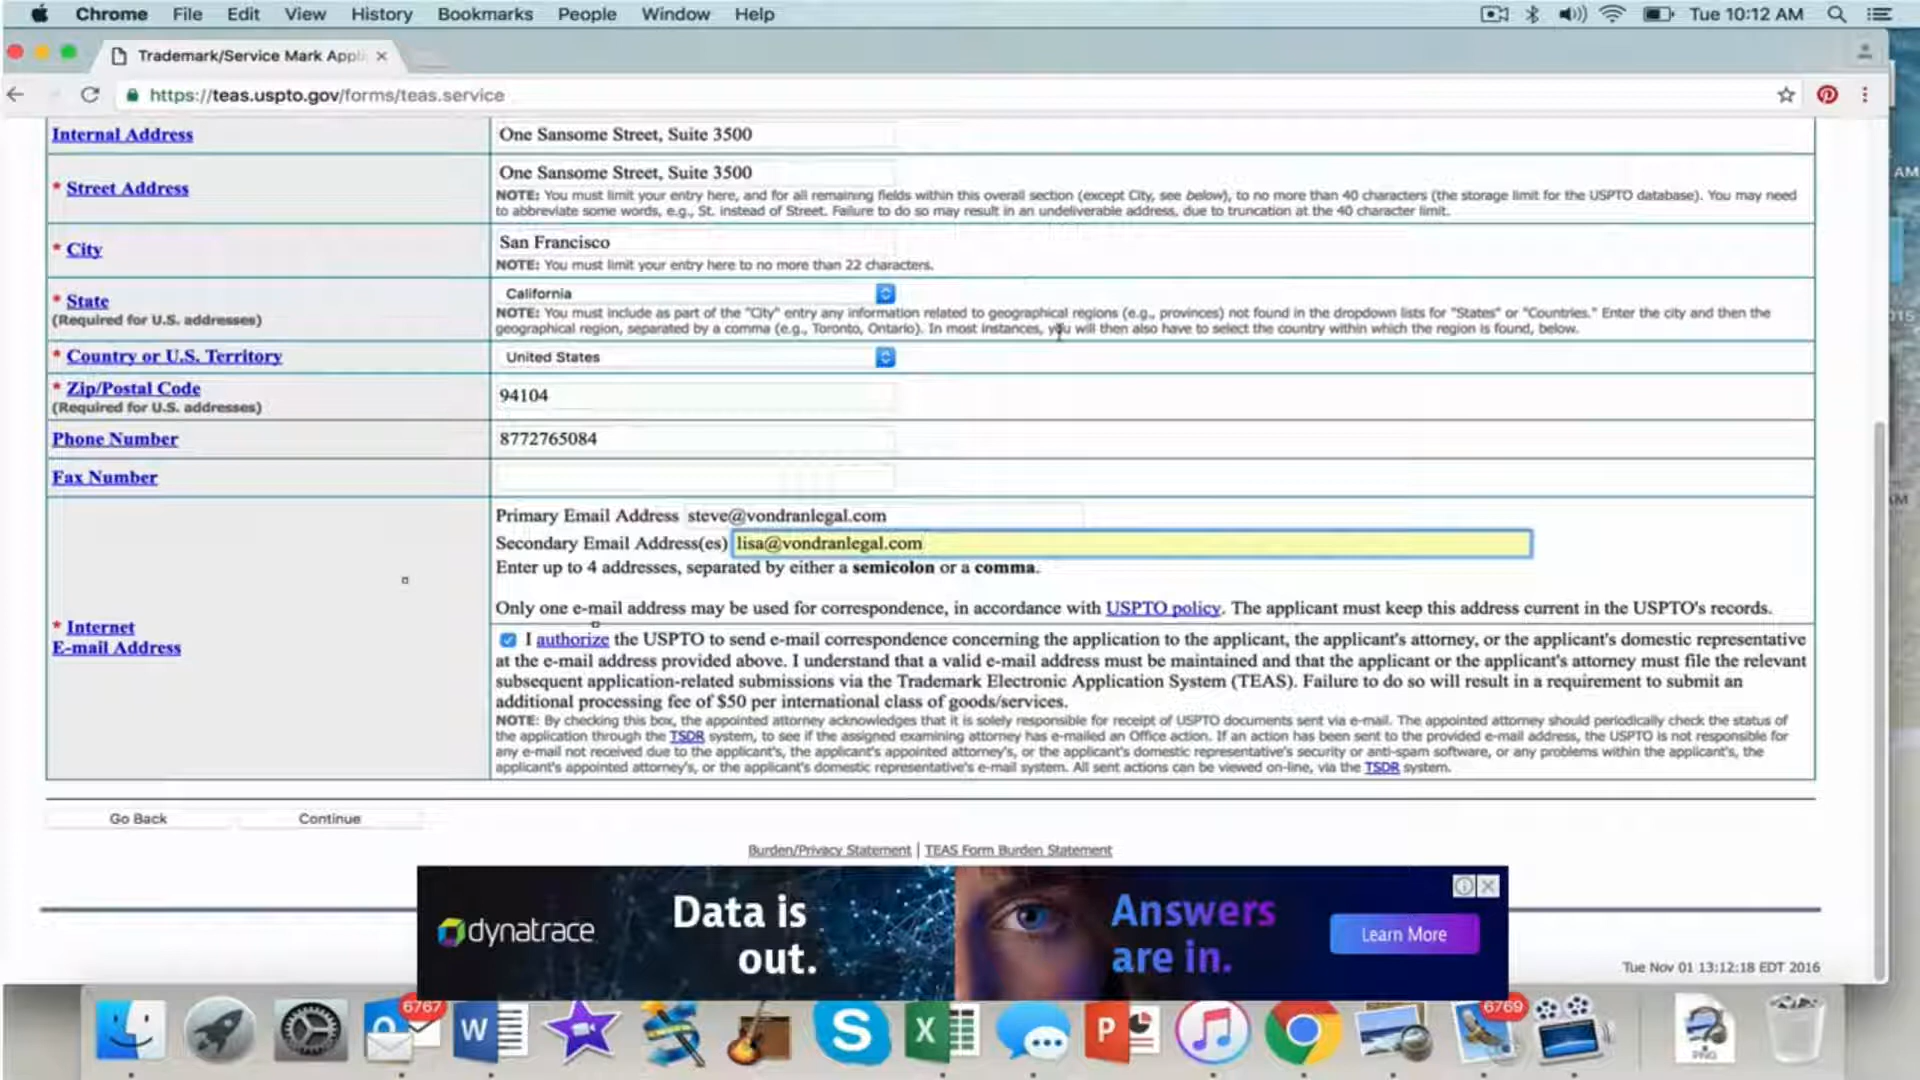 Chrome File Edit View History Bookmarks People Window Help Tue 10:12 AM
Trademark/Service Mark Appli
https://teas.uspto.gov/forms/teas.service
Internal Address One Sansome Street, Suite 3500
* Street Address One Sansome Street, Suite 3500
NOTE: You must limit your entry here, and for all remaining fields within this overall section (except City, see below), to no more than 40 characters (the storage limit for the USPTO database). You may need
to abbreviate some words, e.g., St. instead of Street. Failure to do so may result in an undeliverable address, due to truncation at the 40 character limit.
* City San Francisco
NOTE: You must limit your entry here to no more than 22 characters.
* State California
(Required for U.S. addresses)
NOTE: You must include as part of the "City" entry any information related to geographical regions (e.g., provinces) not found in the dropdown lists for "States" or "Countries." Enter the city and then the
geographical region, separated by a comma (e.g., Toronto, Ontario). In most instances, you will then also have to select the country within which the region is found, below.
* Country or U.S. Territory United States
* Zip/Postal Code 94104
(Required for U.S. addresses)
Phone Number 8772765084
Fax Number
* Internet
E-mail Address
Primary Email Address steve@vondranlegal.com
Secondary Email Address(es) lisa@vondranlegal.com
Enter up to 4 addresses, separated by either a semicolon or a comma.
Only one e-mail address may be used for correspondence, in accordance with USPTO policy. The applicant must keep this address current in the USPTO's records.
I authorize the USPTO to send e-mail correspondence concerning the application to the applicant, the applicant's attorney, or the applicant's domestic representative
at the e-mail address provided above. I understand that a valid e-mail address must be maintained and that the applicant or the applicant's attorney must file the relevant
subsequent application-related submissions via the Trademark Electronic Application System (TEAS). Failure to do so will result in a requirement to submit an
additional processing fee of $50 per international class of goods/services.
NOTE: By checking this box, the appointed attorney acknowledges that it is solely responsible for receipt of USPTO documents sent via e-mail. The appointed attorney should periodically check the status of
the application through the TSDR system, to see if the assigned examining attorney has e-mailed an Office action. If an action has been sent to the provided e-mail address, the USPTO is not responsible for
any e-mail not received due to the applicant's, the applicant's appointed attorney's, or the applicant's domestic representative's security or anti-spam software, or any problems within the applicant's, the
applicant's appointed attorney's, or the applicant's domestic representative's e-mail system. All sent actions can be viewed on-line, via the TSDR system.
Go Back Continue
Burden/Privacy Statement | TEAS Form Burden Statement
dynatrace
Data is
out.
Answers
are in.
Learn More
Tue Nov 01 13:12:18 EDT 2016
6767
6769
W
S
X
P
PNG